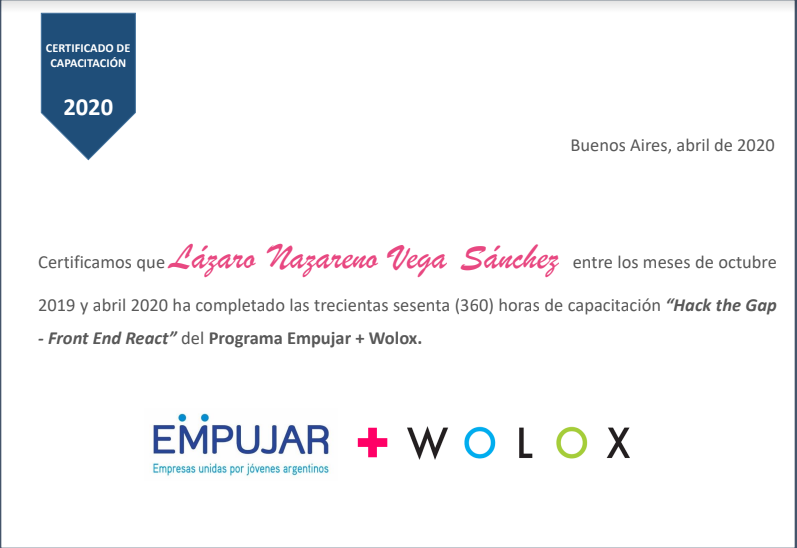 CERTIFICADO DE
CAPACITACIÓN
2020
Buenos Aires, abril de 2020
Certificamos que Lázaro Nazareno Vega Sánchez entre los meses de octubre
2019 y abril 2020 ha completado las trecientas sesenta (360) horas de capacitación “Hack the Gap
- Front End React” del Programa Empujar + Wolox.
EMPUJAR + WOLOX
Empresas unidas por jóvenes argentinos